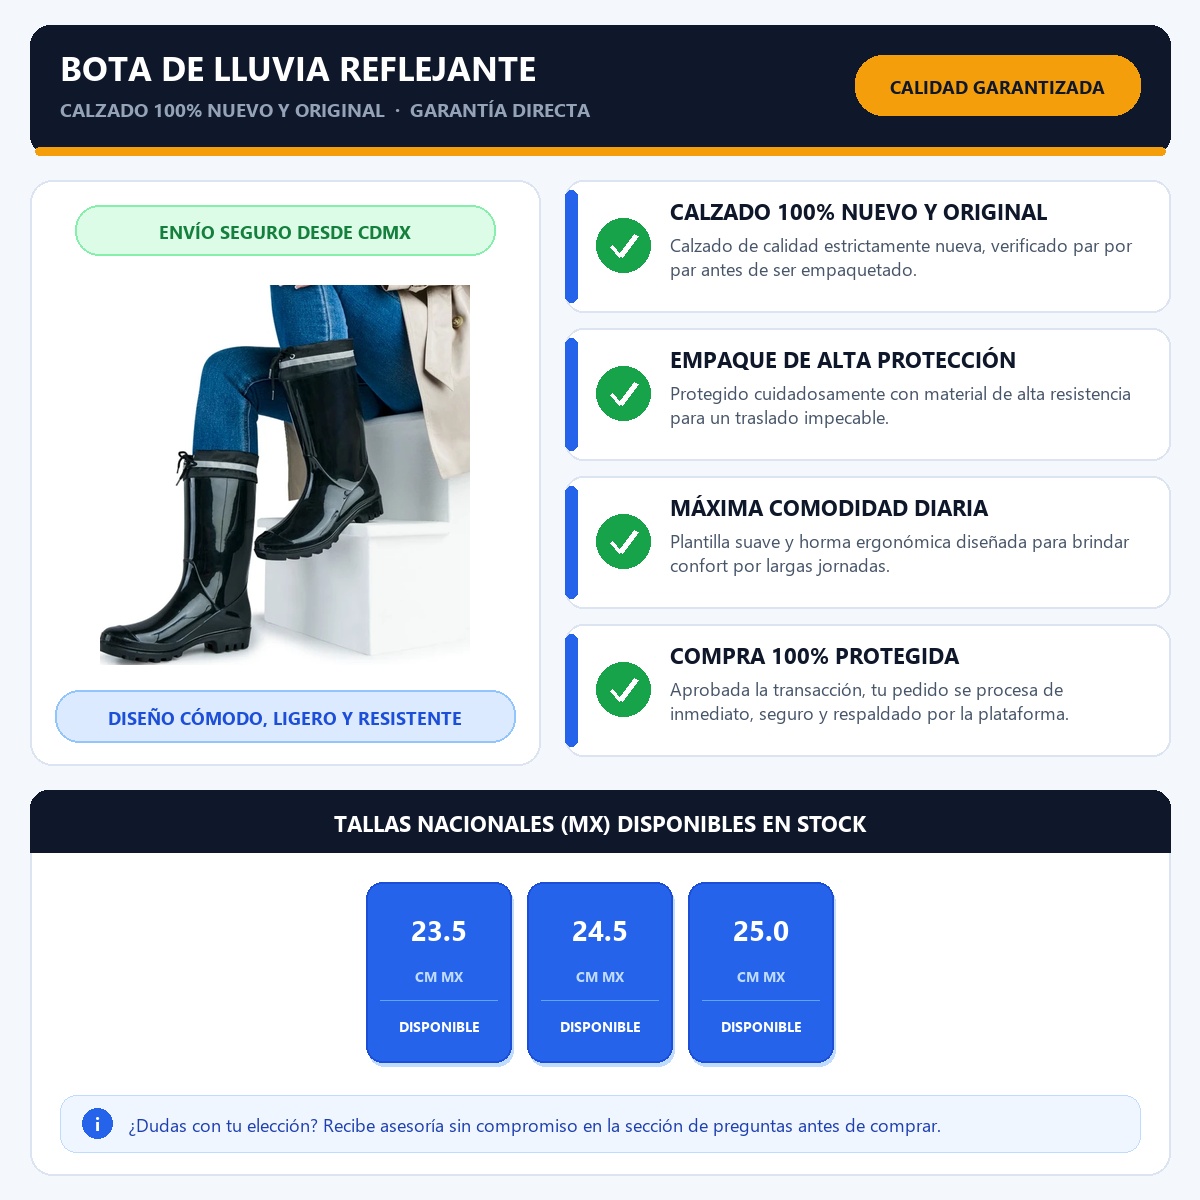 BOTA DE LLUVIA REFLEJANTE
CALZADO 100% NUEVO Y ORIGINAL · GARANTÍA DIRECTA
CALIDAD GARANTIZADA
ENVÍO SEGURO DESDE CDMX
DISEÑO CÓMODO, LIGERO Y RESISTENTE
CALZADO 100% NUEVO Y ORIGINAL
Calzado de calidad estrictamente nueva, verificado par por
par antes de ser empaquetado.
EMPAQUE DE ALTA PROTECCIÓN
Protegido cuidadosamente con material de alta resistencia
para un traslado impecable.
MÁXIMA COMODIDAD DIARIA
Plantilla suave y horma ergonómica diseñada para brindar
confort por largas jornadas.
COMPRA 100% PROTEGIDA
Aprobada la transacción, tu pedido se procesa de
inmediato, seguro y respaldado por la plataforma.
TALLAS NACIONALES (MX) DISPONIBLES EN STOCK
23.5
CM MX
DISPONIBLE
24.5
CM MX
DISPONIBLE
25.0
CM MX
DISPONIBLE
¿Dudas con tu elección? Recibe asesoría sin compromiso en la sección de preguntas antes de comprar.